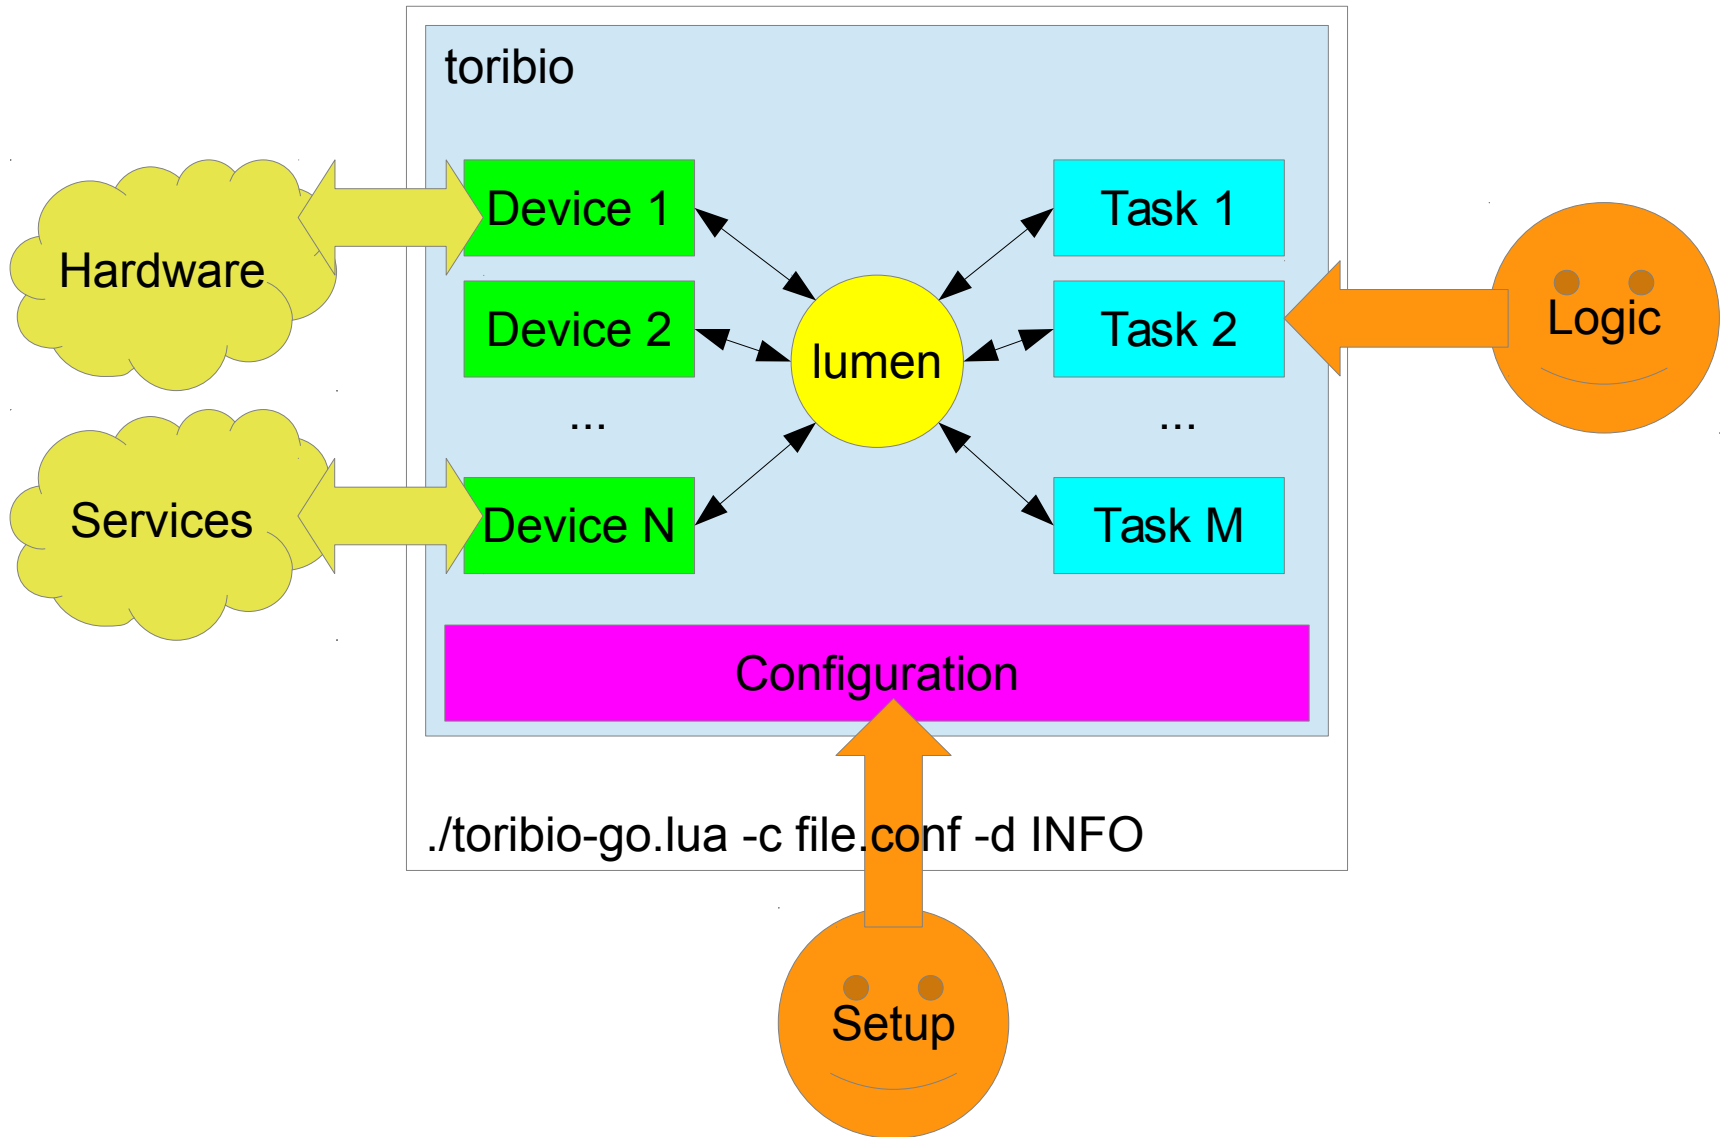 toribio
Hardware
Device 1
Task 1
Device 2
lumen
Task 2
Logic
...
...
Services
Device N
Task M
Configuration
./toribio-go.lua -c file.conf -d INFO
Setup